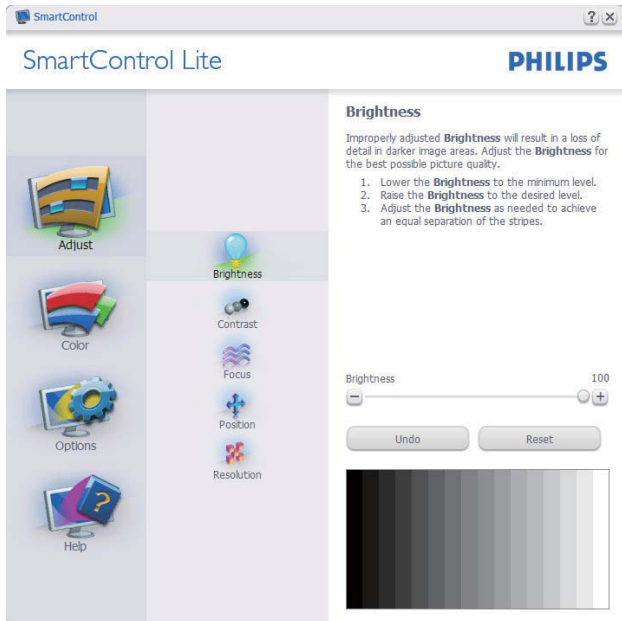 SmartControl
? ×
SmartControl Lite
PHILIPS
Adjust
Color
Options
Help
Brightness
Contrast
Focus
Position
Resolution
Brightness
Improperly adjusted Brightness will result in a loss of
detail in darker image areas. Adjust the Brightness for
the best possible picture quality.
1. Lower the Brightness to the minimum level.
2. Raise the Brightness to the desired level.
3. Adjust the Brightness as needed to achieve
an equal separation of the stripes.
Brightness 100
Undo Reset